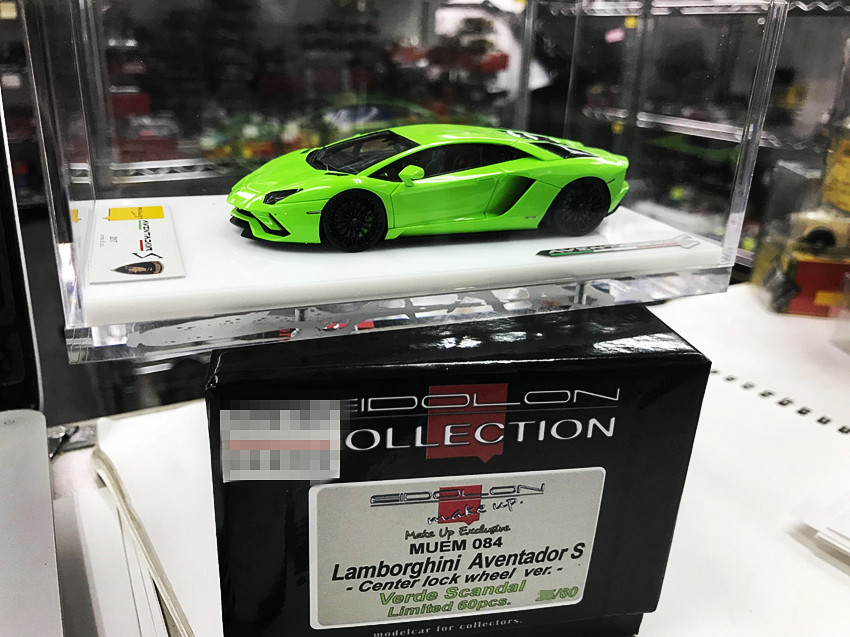 AVENTADOR S
EIDOLON
COLLECTION
EIDOLON
make up.
Make Up Exclusive
MUEM 084
Lamborghini Aventador S
- Center lock wheel ver. -
Verde Scandal
Limited 60pcs.
/60
modelcar for collectors.